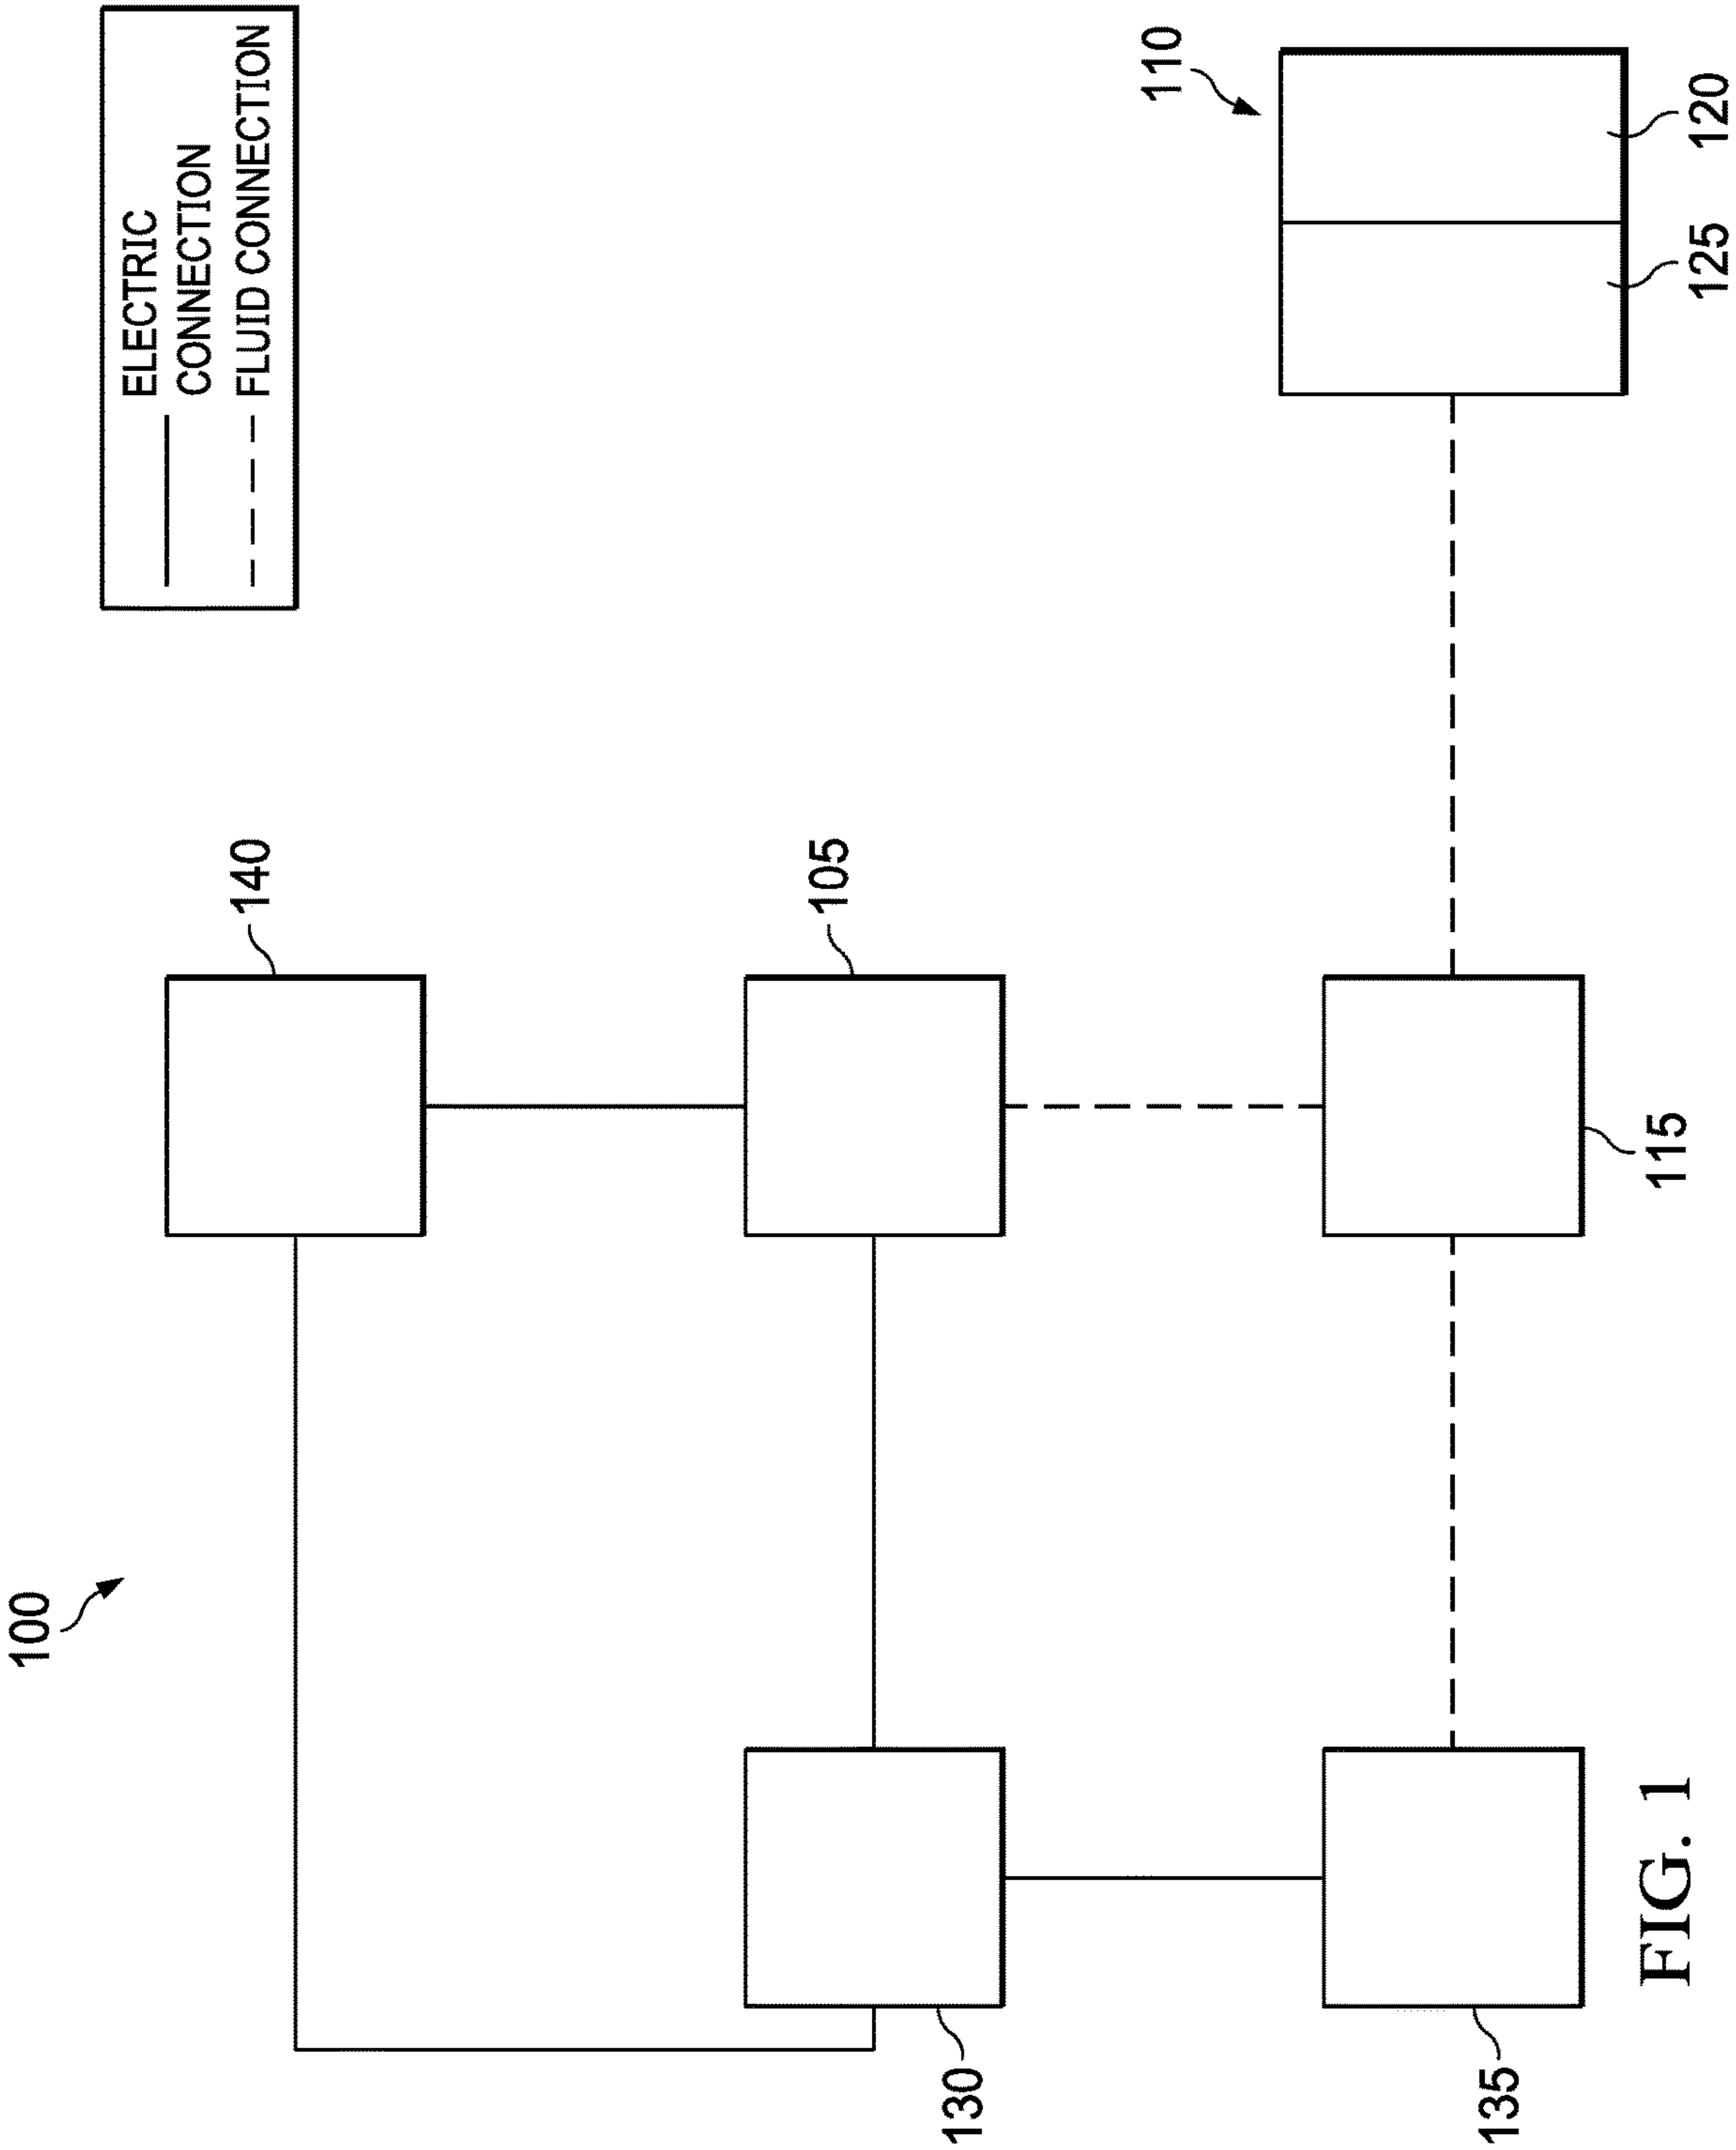 100
ELECTRIC
CONNECTION
FLUID CONNECTION
140
105
110
130
135
115
125
120
FIG. 1